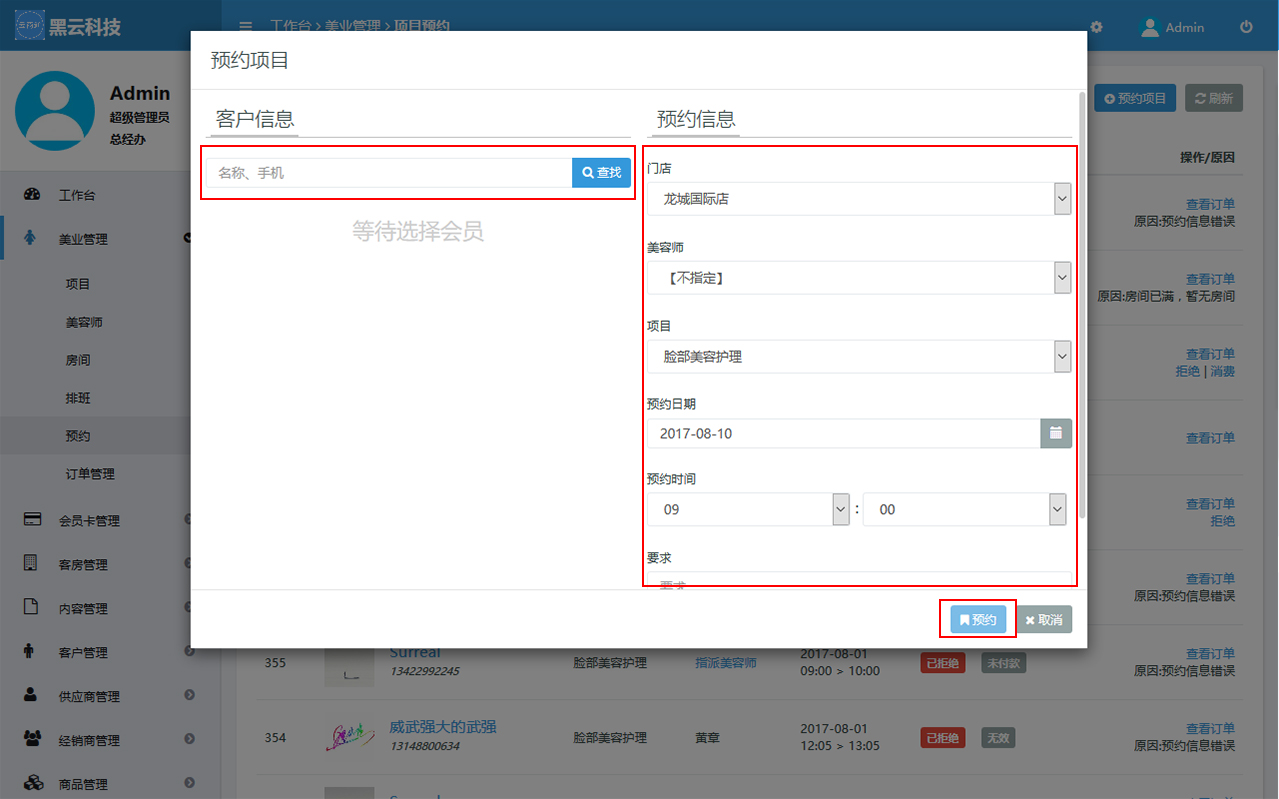 黑云科技
工作台 > 美业管理 > 项目预约
Admin
Admin
超级管理员
总经办
工作台
美业管理
项目
美容师
房间
排班
预约
订单管理
会员卡管理
客房管理
内容管理
客户管理
供应商管理
经销商管理
商品管理
预约项目
客户信息
名称、手机
查找
等待选择会员
预约信息
门店
龙城国际店
美容师
【不指定】
项目
脸部美容护理
预约日期
2017-08-10
预约时间
09 : 00
要求
要求
预约 取消
预约项目 刷新
操作/原因
查看订单
原因:预约信息错误
查看订单
原因:房间已满，暂无房间
查看订单
拒绝 | 消费
查看订单
查看订单
拒绝
查看订单
原因:预约信息错误
355 Surreal 13422992245 脸部美容护理 指派美容师 2017-08-01 09:00 > 10:00 已拒绝 未付款 查看订单
原因:预约信息错误
354 威武强大的武强 13148800634 脸部美容护理 黄章 2017-08-01 12:05 > 13:05 已拒绝 无效 查看订单
原因:预约信息错误